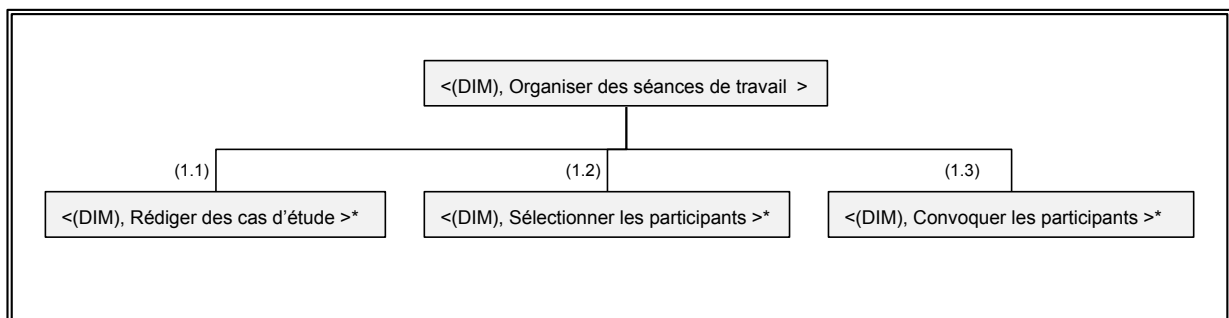 <(DIM), Organiser des séances de travail >
(1.1)
(1.2)
(1.3)
<(DIM), Rédiger des cas d’étude >*
<(DIM), Sélectionner les participants >*
<(DIM), Convoquer les participants >*